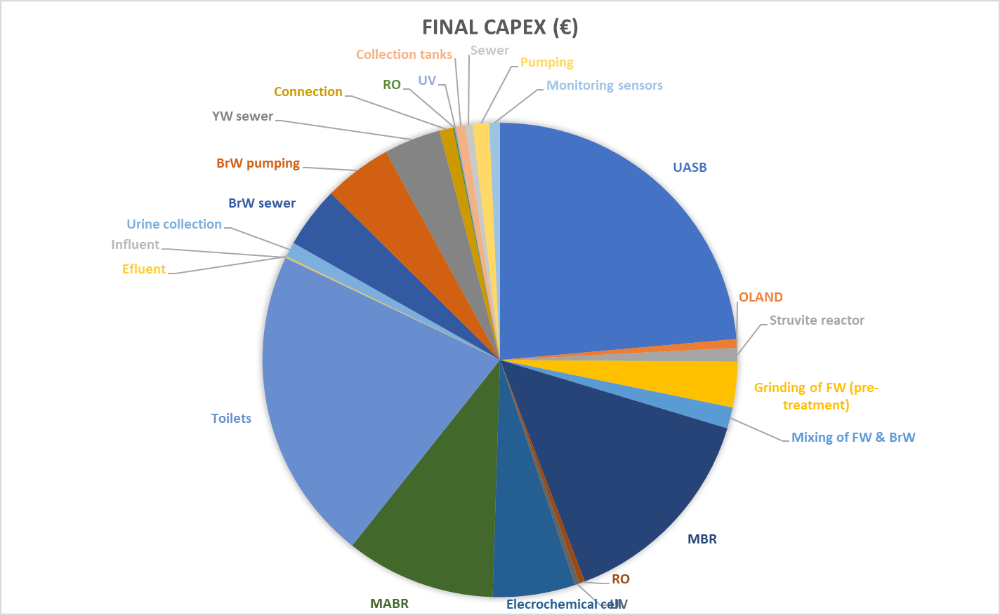 FINAL CAPEX (€)
Collection tanks
Sewer
Pumping
UV
RO
Monitoring sensors
Connection
YW sewer
BrW pumping
UASB
BrW sewer
Urine collection
Influent
Efluent
OLAND
Struvite reactor
Grinding of FW (pre-
treatment)
Toilets
Mixing of FW & BrW
MBR
RO
MABR
Elecrochemical cell
UV